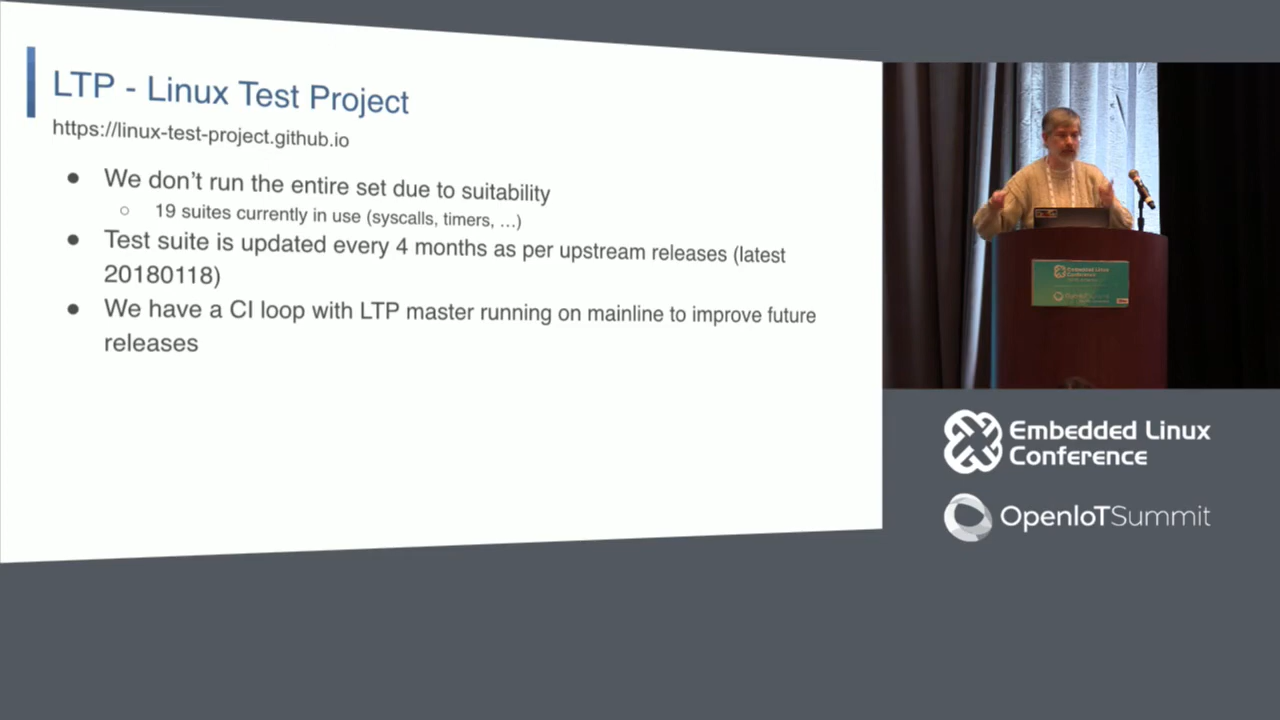 LTP - Linux Test Project
https://linux-test-project.github.io
● We don't run the entire set due to suitability
○ 19 suites currently in use (syscalls, timers, ...)
● Test suite is updated every 4 months as per upstream releases (latest
20180118)
● We have a CI loop with LTP master running on mainline to improve future
releases
Embedded Linux
Conference
Embedded Linux
Conference
OpenIoTSummit